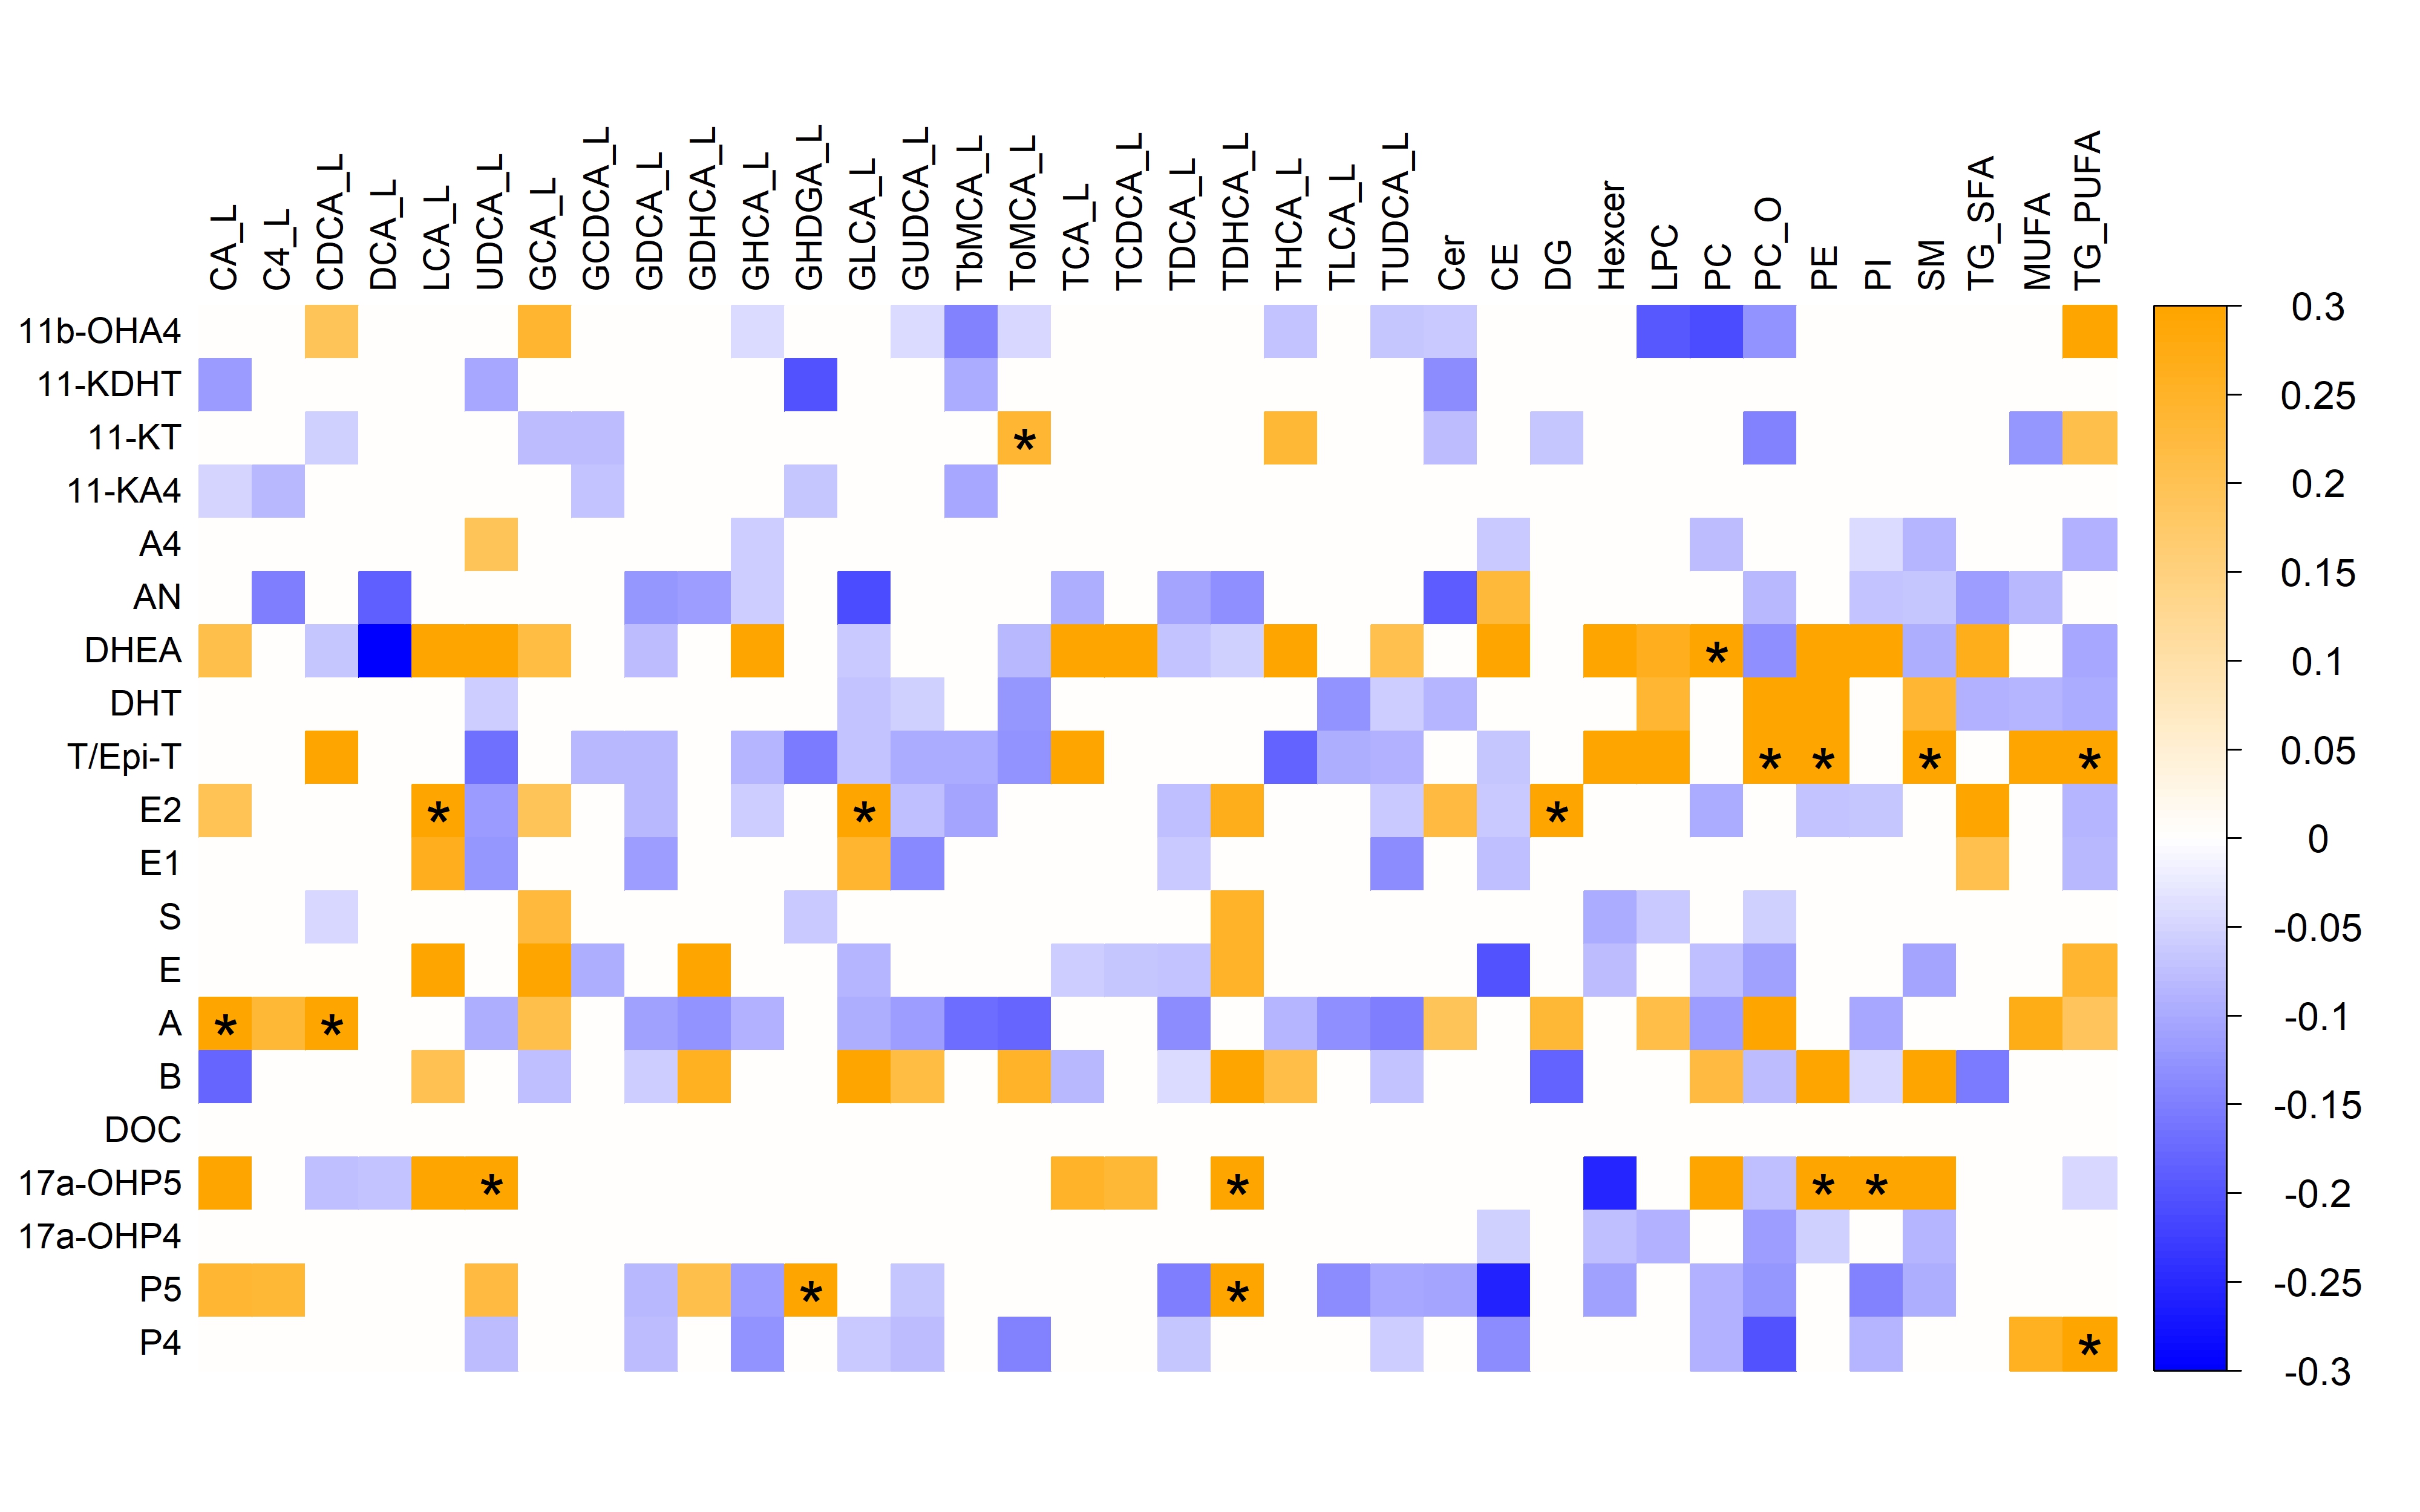 CA_L
C4_L
CDCA_L
DCA_L
LCA_L
UDCA_L
GCA_L
GCDCA_L
GDCA_L
GDHCA_L
GHCA_L
GHDGA_L
GLCA_L
GUDCA_L
TbMCA_L
ToMCA_L
TCA_L
TCDCA_L
TDCA_L
TDHCA_L
THCA_L
TLCA_L
TUDCA_L
Cer
CE
DG
Hexcer
LPC
PC
PC_O
PE
PI
SM
TG_SFA
MUFA
TG_PUFA
11b-OHA4
11-KDHT
11-KT
*
11-KA4
A4
AN
DHEA
*
DHT
T/Epi-T
* * * *
E2
* * *
E1
S
E
A
* *
B
DOC
17a-OHP5
* * * *
17a-OHP4
P5
* *
P4
*
0.3
0.25
0.2
0.15
0.1
0.05
0
-0.05
-0.1
-0.15
-0.2
-0.25
-0.3